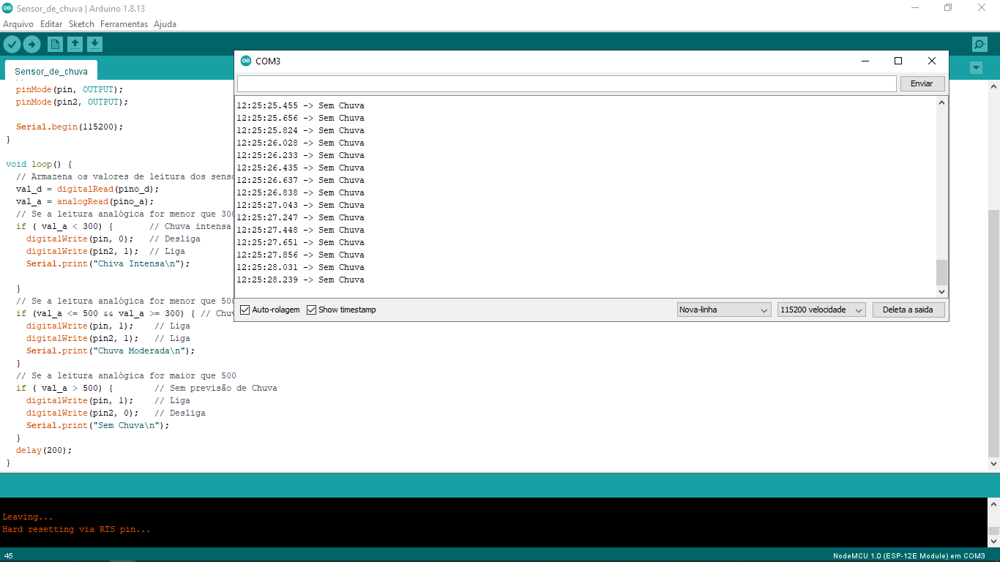 Sensor_de_chuva | Arduino 1.8.13
Arquivo Editar Sketch Ferramentas Ajuda
Sensor_de_chuva
pinMode(pin, OUTPUT);
pinMode(pin2, OUTPUT);
Serial.begin(115200);
}
void loop() {
// Armazena os valores de leitura dos senso
val_d = digitalRead(pino_d);
val_a = analogRead(pino_a);
// Se a leitura analógica for menor que 300
if ( val_a < 300) { // Chuva intensa
digitalWrite(pin, 0); // Desliga
digitalWrite(pin2, 1); // Liga
Serial.print("Chiva Intensa\n");
}
// Se a leitura analógica for menor que 500
if (val_a <= 500 && val_a >= 300) { // Chuv
digitalWrite(pin, 1); // Liga
digitalWrite(pin2, 1); // Liga
Serial.print("Chuva Moderada\n");
}
// Se a leitura analógica for maior que 500
if ( val_a > 500) { // Sem previsão de Chuva
digitalWrite(pin, 1); // Liga
digitalWrite(pin2, 0); // Desliga
Serial.print("Sem Chuva\n");
}
delay(200);
}
COM3
Enviar
12:25:25.455 -> Sem Chuva
12:25:25.656 -> Sem Chuva
12:25:25.824 -> Sem Chuva
12:25:26.028 -> Sem Chuva
12:25:26.233 -> Sem Chuva
12:25:26.435 -> Sem Chuva
12:25:26.637 -> Sem Chuva
12:25:26.838 -> Sem Chuva
12:25:27.043 -> Sem Chuva
12:25:27.247 -> Sem Chuva
12:25:27.448 -> Sem Chuva
12:25:27.651 -> Sem Chuva
12:25:27.856 -> Sem Chuva
12:25:28.031 -> Sem Chuva
12:25:28.239 -> Sem Chuva
Auto-rolagem Show timestamp Nova-linha 115200 velocidade Deleta a saida
Leaving...
Hard resetting via RTS pin...
45 NodeMCU 1.0 (ESP-12E Module) em COM3